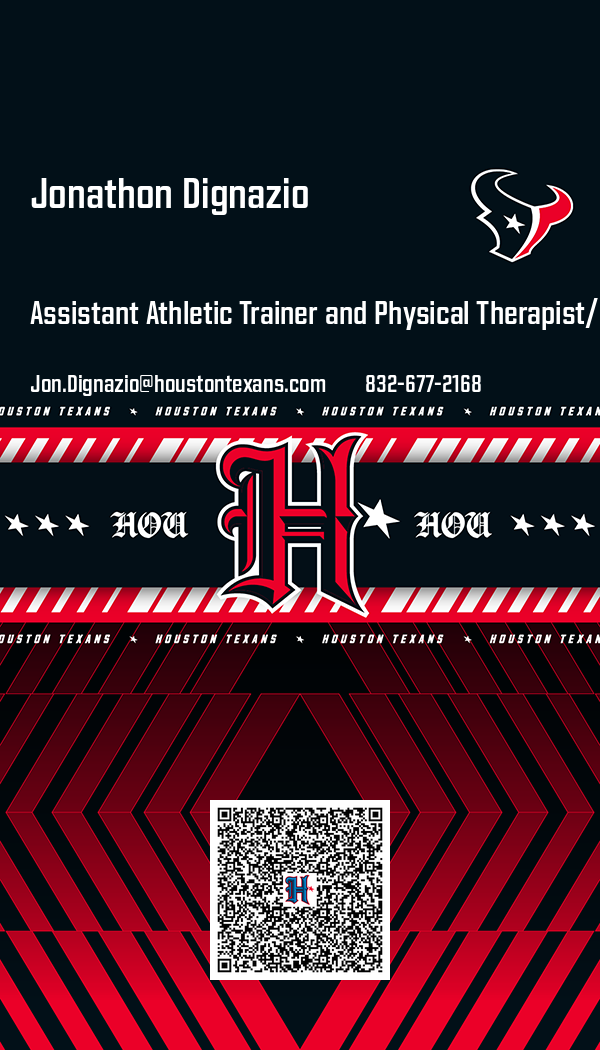 Jonathon Dignazio
Assistant Athletic Trainer and Physical Therapist/
Jon.Dignazio@houstontexans.com 832-677-2168
HOUSTON TEXANS HOUSTON TEXANS HOUSTON TEXANS HOUSTON TEXAN
HOU H HOU
HOUSTON TEXANS HOUSTON TEXANS HOUSTON TEXANS HOUSTON TEXAN
H